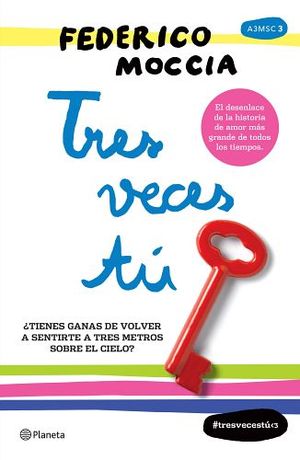 FEDERICO
MOCCIA
A3MSC 3
Tres
veces
tú
El desenlace
de la historia
de amor más
grande de todos
los tiempos.
¿TIENES GANAS DE VOLVER
A SENTIRTE A TRES METROS
SOBRE EL CIELO?
Planeta
#tresvecestú<3